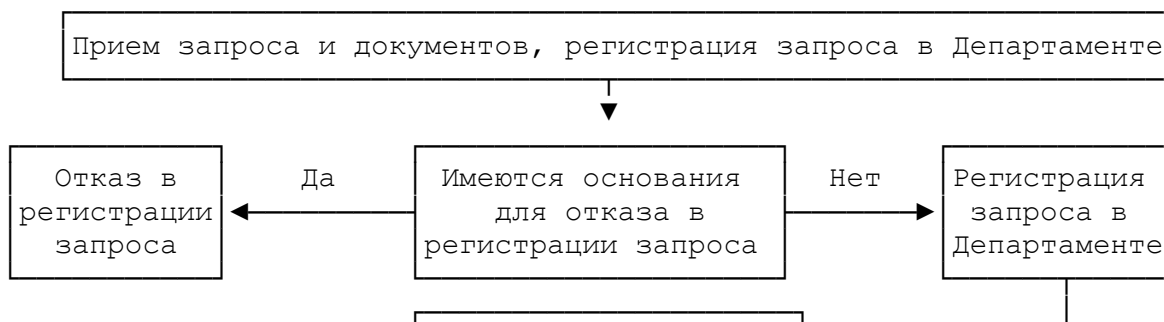 Прием запроса и документов, регистрация запроса в Департаменте
Отказ в
регистрации
запроса
Да
Имеются основания
для отказа в
регистрации запроса
Нет
Регистрация
запроса в
Департаменте